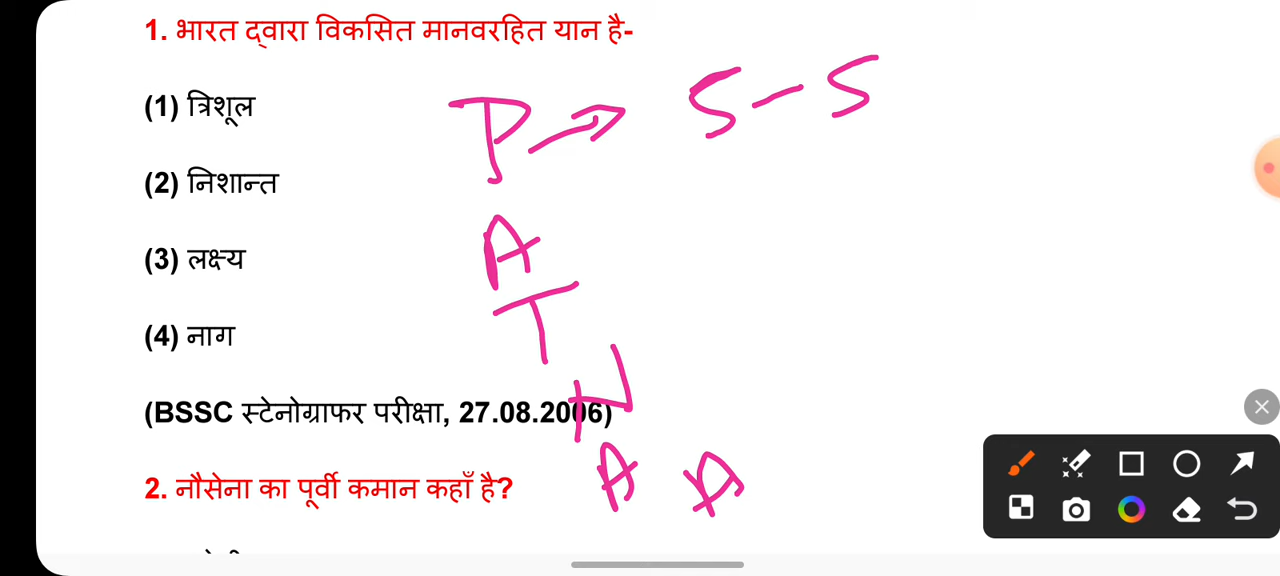 1. भारत द्वारा विकसित मानवरहित यान है-
P → S - S
(1) त्रिशूल
(2) निशान्त
A
(3) लक्ष्य
T
(4) नाग
N
(BSSC स्टेनोग्राफर परीक्षा, 27.08.2006)
2. नौसेना का पूर्वी कमान कहाँ है?
A A